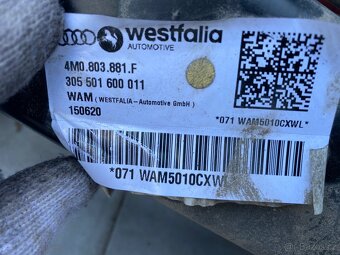 westfalia
AUTOMOTIVE
4M0.803.881.F
305 501 600 011
WAM (WESTFALIA-Automotive GmbH)
150620
*071 WAM5010CXWL*
*071 WAM5010CXWL